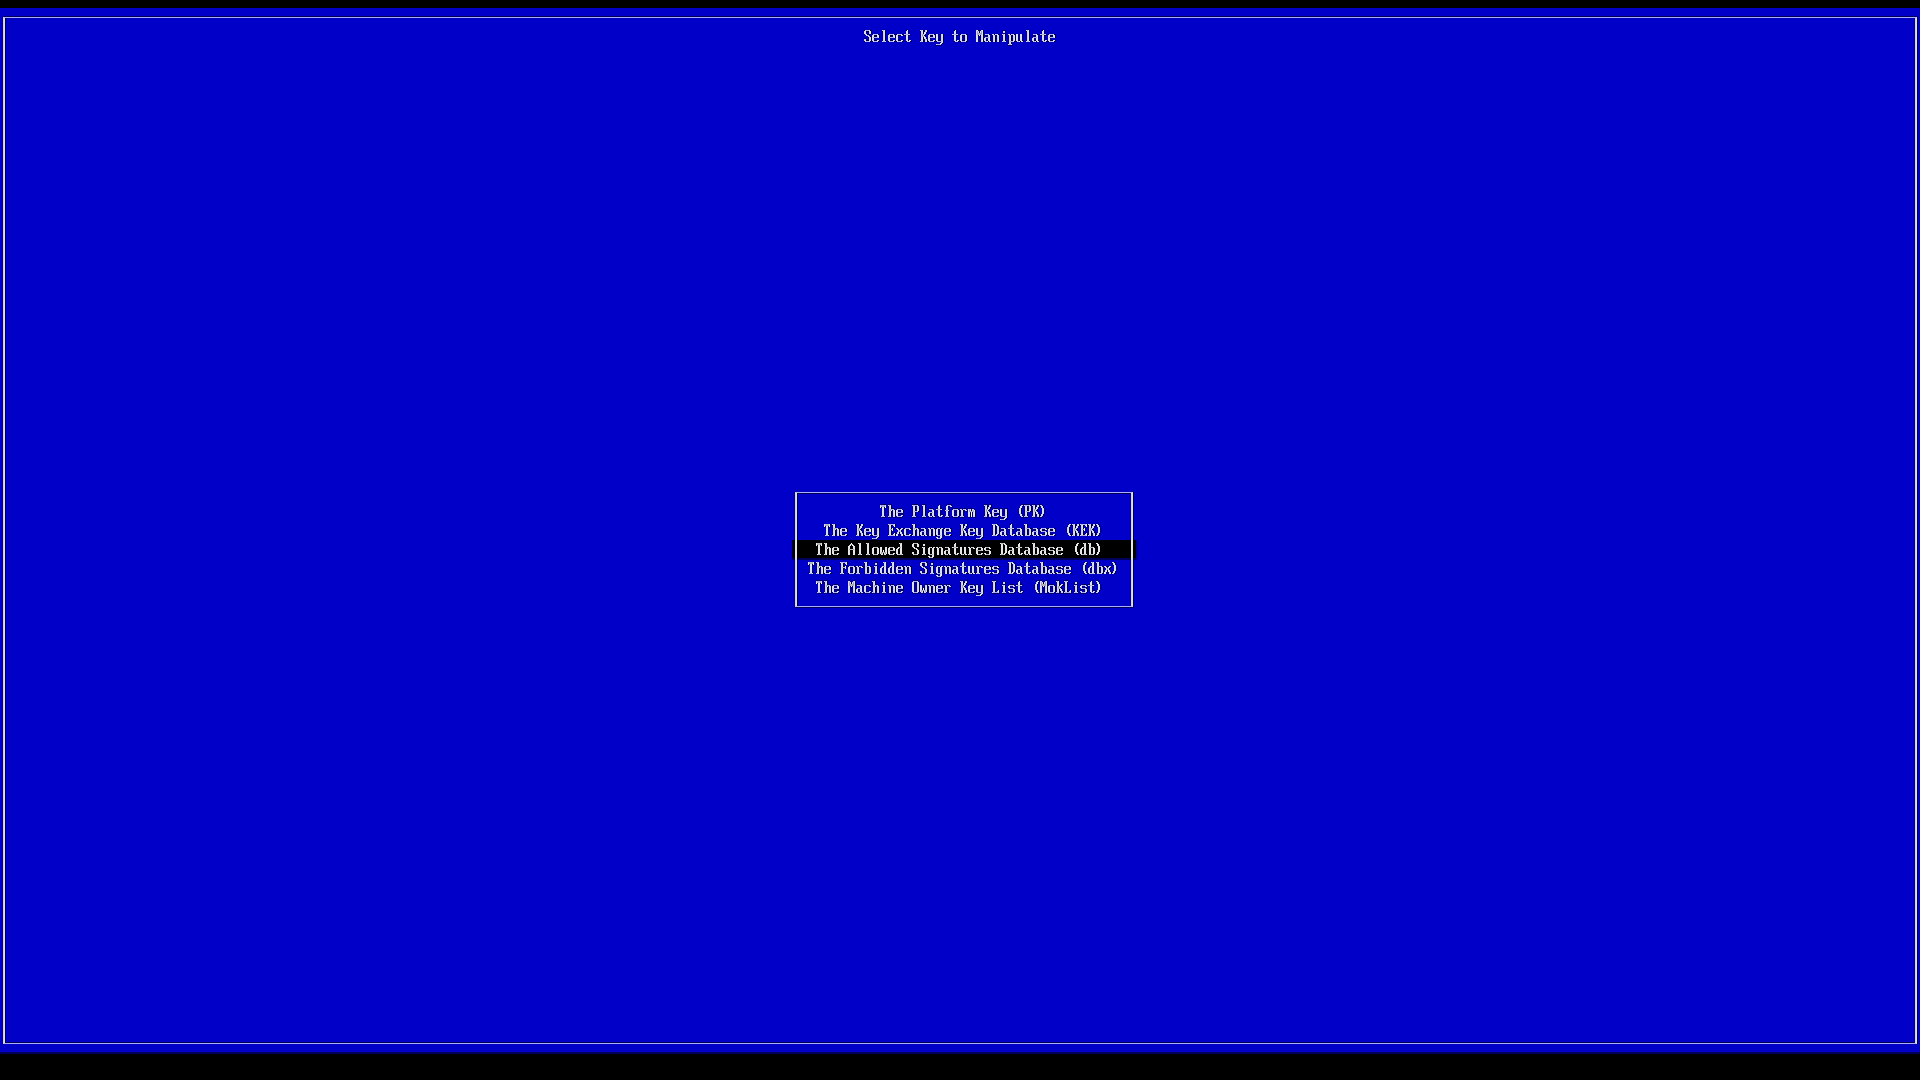 Select Key to Manipulate
The Platform Key (PK)
The Key Exchange Key Database (KEK)
The Allowed Signatures Database (db)
The Forbidden Signatures Database (dbx)
The Machine Owner Key List (MokList)